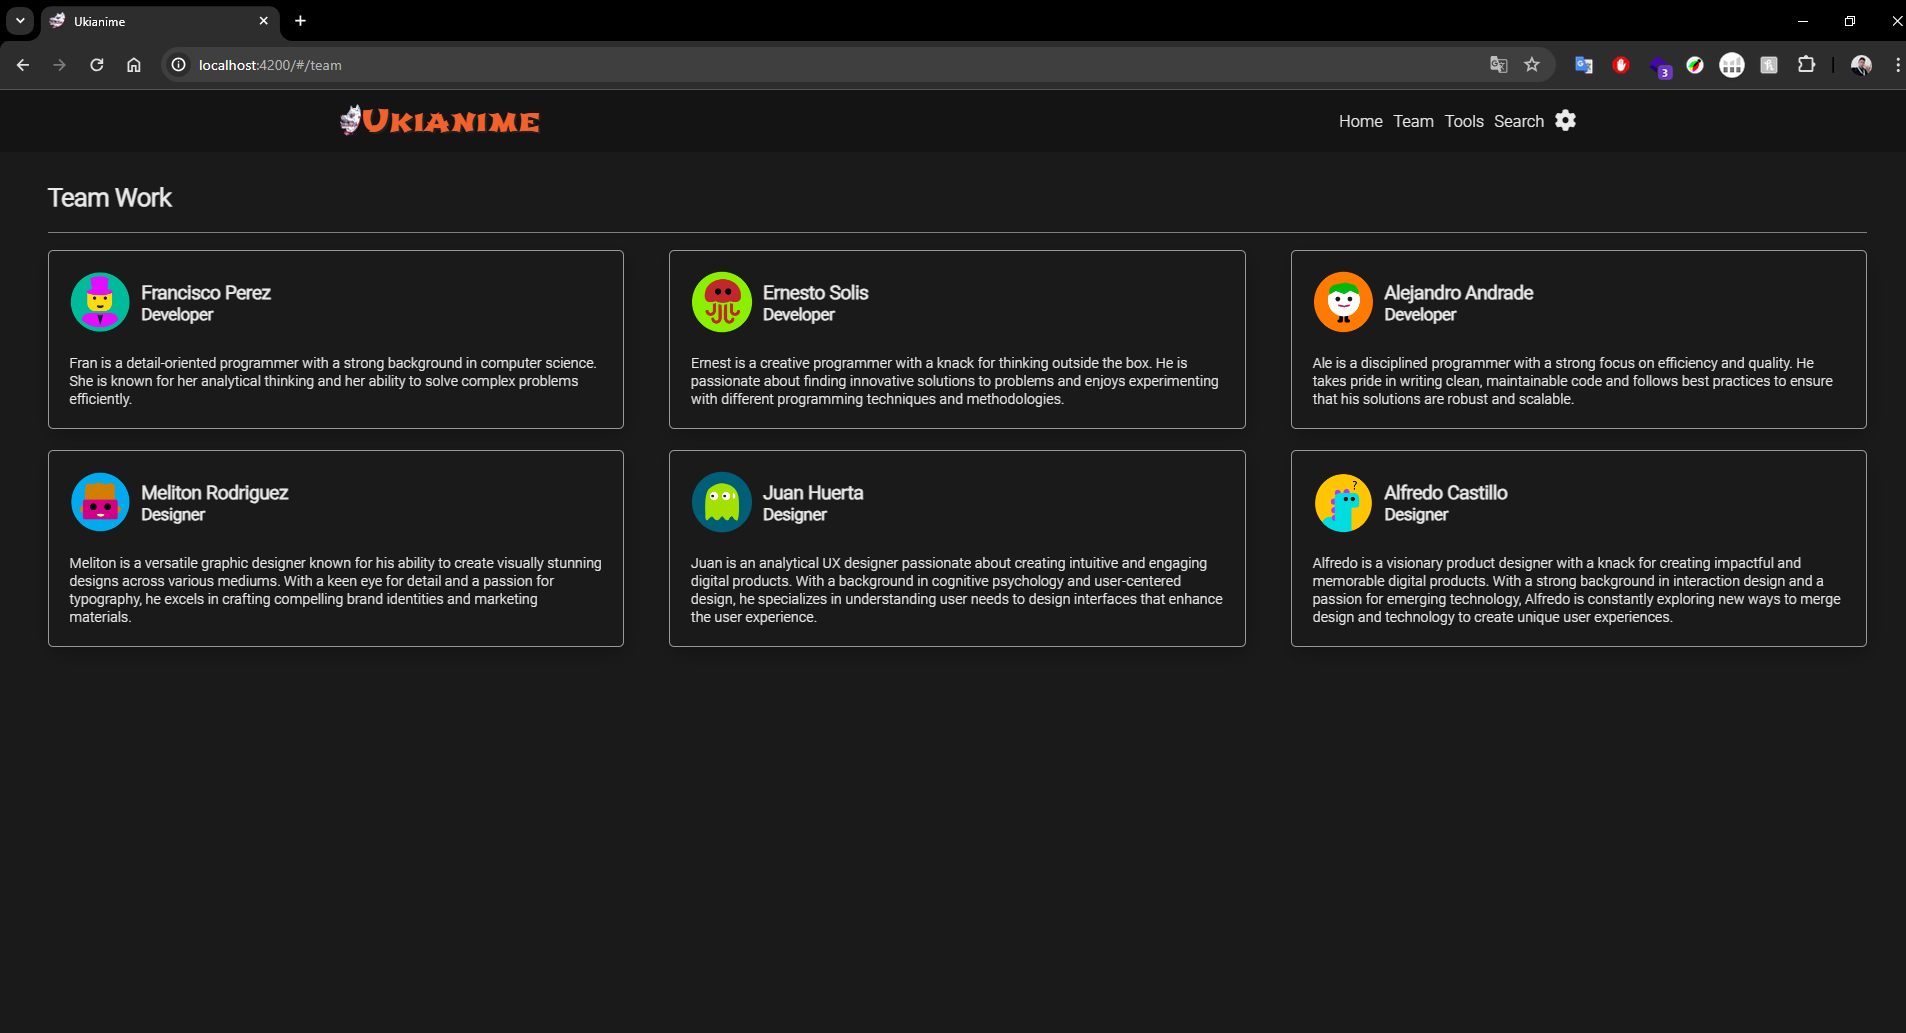 Ukianime
localhost:4200/#/team
3
UKIANIME
Home Team Tools Search
Team Work
Francisco Perez
Developer
Fran is a detail-oriented programmer with a strong background in computer science.
She is known for her analytical thinking and her ability to solve complex problems
efficiently.
Ernesto Solis
Developer
Ernest is a creative programmer with a knack for thinking outside the box. He is
passionate about finding innovative solutions to problems and enjoys experimenting
with different programming techniques and methodologies.
Alejandro Andrade
Developer
Ale is a disciplined programmer with a strong focus on efficiency and quality. He
takes pride in writing clean, maintainable code and follows best practices to ensure
that his solutions are robust and scalable.
Meliton Rodriguez
Designer
Meliton is a versatile graphic designer known for his ability to create visually stunning
designs across various mediums. With a keen eye for detail and a passion for
typography, he excels in crafting compelling brand identities and marketing
materials.
Juan Huerta
Designer
Juan is an analytical UX designer passionate about creating intuitive and engaging
digital products. With a background in cognitive psychology and user-centered
design, he specializes in understanding user needs to design interfaces that enhance
the user experience.
?
Alfredo Castillo
Designer
Alfredo is a visionary product designer with a knack for creating impactful and
memorable digital products. With a strong background in interaction design and a
passion for emerging technology, Alfredo is constantly exploring new ways to merge
design and technology to create unique user experiences.